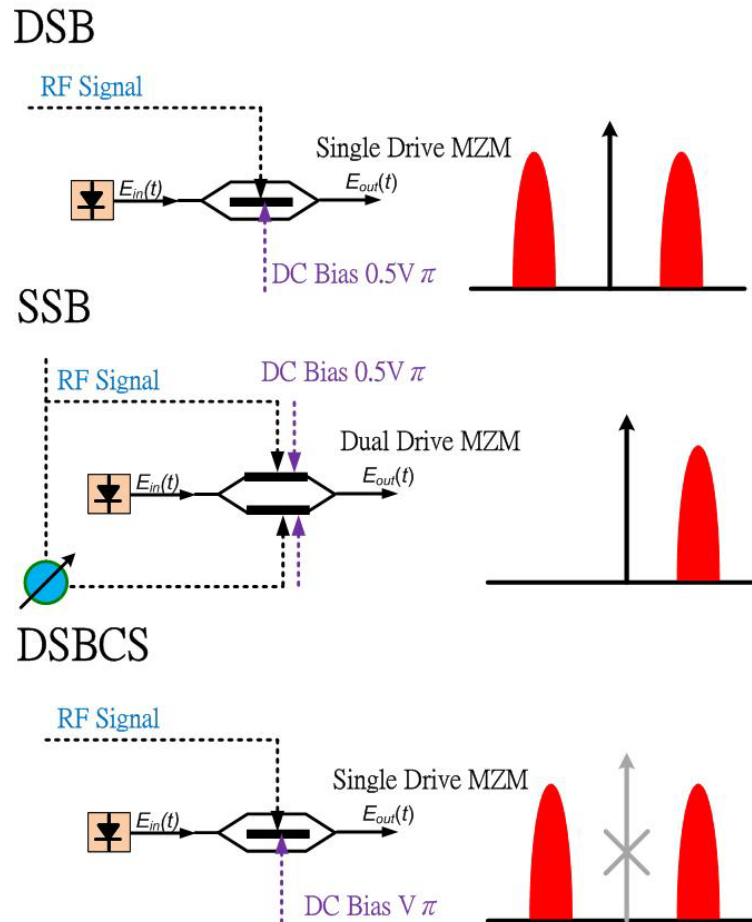 DSB
RF Signal
Single Drive MZM
Ein(t)
Eout(t)
DC Bias 0.5V π
SSB
RF Signal
DC Bias 0.5V π
Dual Drive MZM
Ein(t)
Eout(t)
DSBCS
RF Signal
Single Drive MZM
Ein(t)
Eout(t)
DC Bias V π